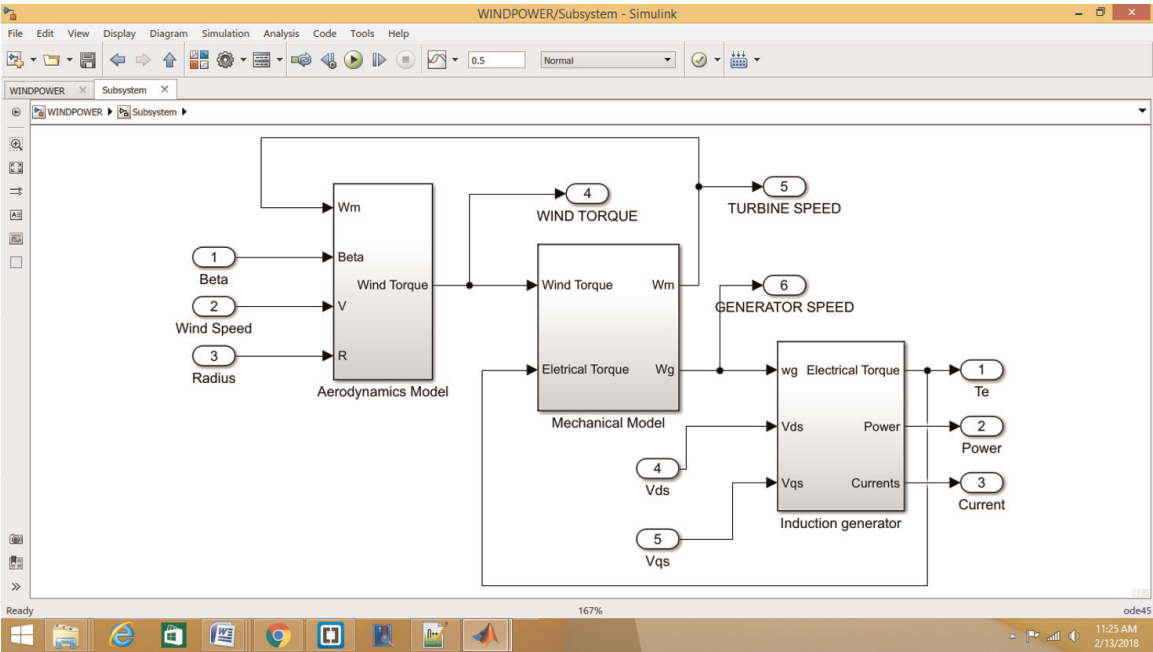 WINDPOWER/Subsystem - Simulink
File Edit View Display Diagram Simulation Analysis Code Tools Help
0.5 Normal
WINDPOWER Subsystem
WINDPOWER Subsystem
Wm
4
5
WIND TORQUE
TURBINE SPEED
1
Beta
Beta
Wind Torque
Wind Torque
Wm
6
2
V
GENERATOR SPEED
Wind Speed
3
R
Radius
Eletrical Torque
Wg
wg
Electrical Torque
1
Aerodynamics Model
Te
Mechanical Model
Vds
Power
2
Power
4
Vds
Vqs
Currents
3
Current
Induction generator
5
Vqs
Ready 167% ode45
11:25 AM
2/13/2018